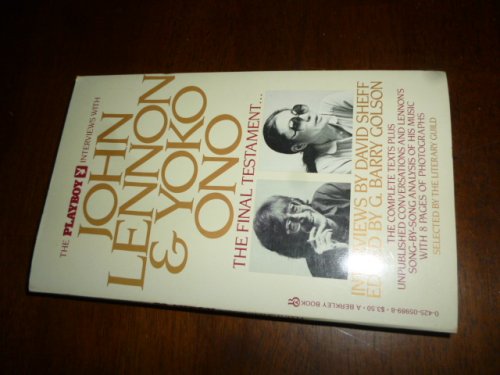 THE PLAYBOY INTERVIEWS WITH
JOHN
LENNON
& YOKO
ONO
THE FINAL TESTAMENT...
INTERVIEWS BY DAVID SHEFF
EDITED BY G. BARRY GOLSON
THE COMPLETE TEXTS PLUS
UNPUBLISHED CONVERSATIONS AND LENNON'S
SONG-BY-SONG ANALYSIS OF HIS MUSIC
WITH 8 PAGES OF PHOTOGRAPHS
SELECTED BY THE LITERARY GUILD
0-425-05989-8 • $3.50 • A BERKLEY BOOK